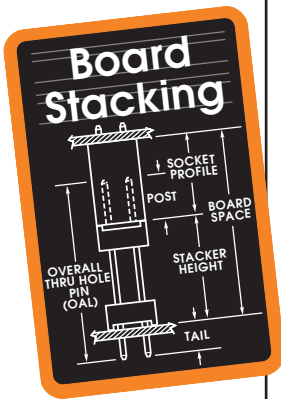 Board
Stacking
SOCKET
PROFILE
POST
BOARD
SPACE
STACKER
HEIGHT
OVERALL
THRU HOLE
PIN
(OAL)
TAIL